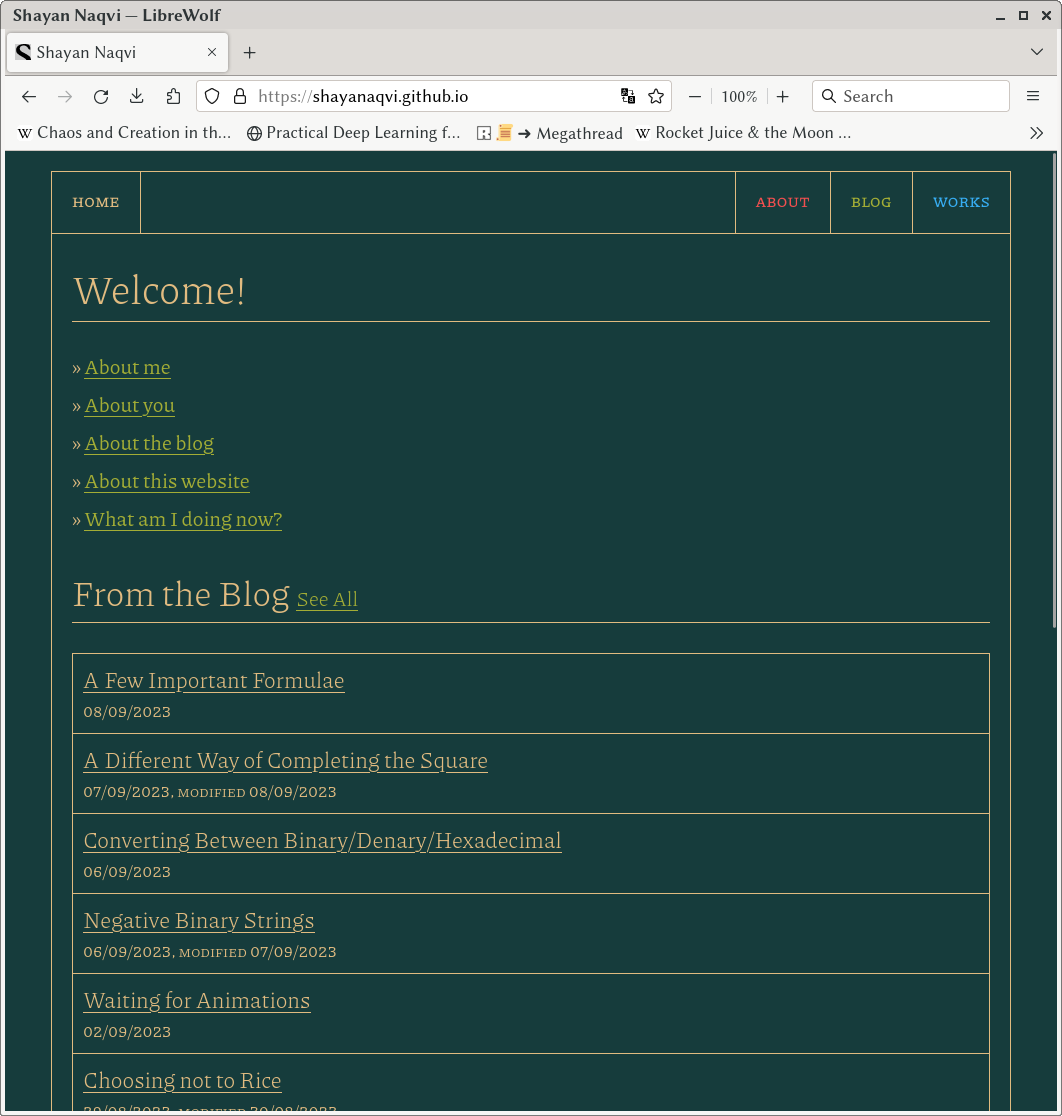 Shayan Naqvi — LibreWolf
Shayan Naqvi
https://shayanaqvi.github.io
100%
Search
Chaos and Creation in th...
Practical Deep Learning f...
➜ Megathread
Rocket Juice & the Moon ...
HOME
ABOUT
BLOG
WORKS
Welcome!
» About me
» About you
» About the blog
» About this website
» What am I doing now?
From the Blog See All
A Few Important Formulae
08/09/2023
A Different Way of Completing the Square
07/09/2023, MODIFIED 08/09/2023
Converting Between Binary/Denary/Hexadecimal
06/09/2023
Negative Binary Strings
06/09/2023, MODIFIED 07/09/2023
Waiting for Animations
02/09/2023
Choosing not to Rice